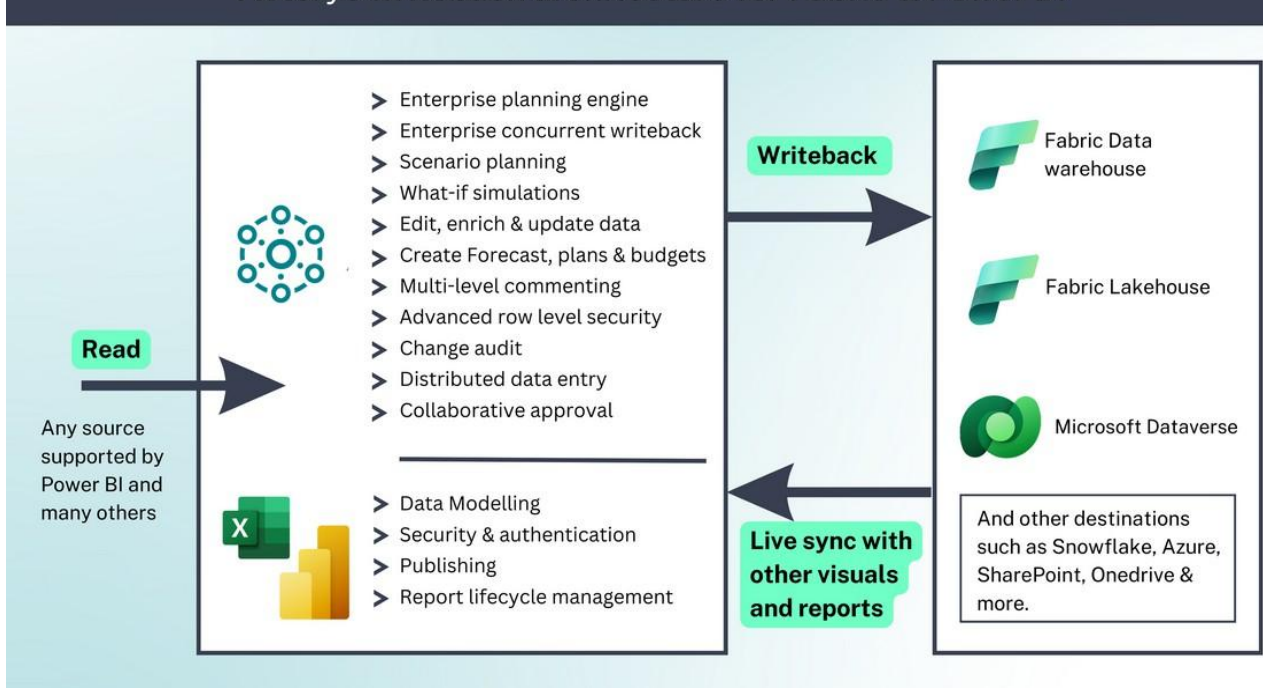 Enterprise planning engine
Enterprise concurrent writeback
Scenario planning
What-if simulations
Edit, enrich & update data
Create Forecast, plans & budgets
Multi-level commenting
Advanced row level security
Change audit
Distributed data entry
Collaborative approval
Read
Any source
supported by
Power BI and
many others
X
Data Modelling
Security & authentication
Publishing
Report lifecycle management
Writeback
Live sync with
other visuals
and reports
Fabric Data
warehouse
Fabric Lakehouse
Microsoft Dataverse
And other destinations
such as Snowflake, Azure,
SharePoint, Onedrive &
more.